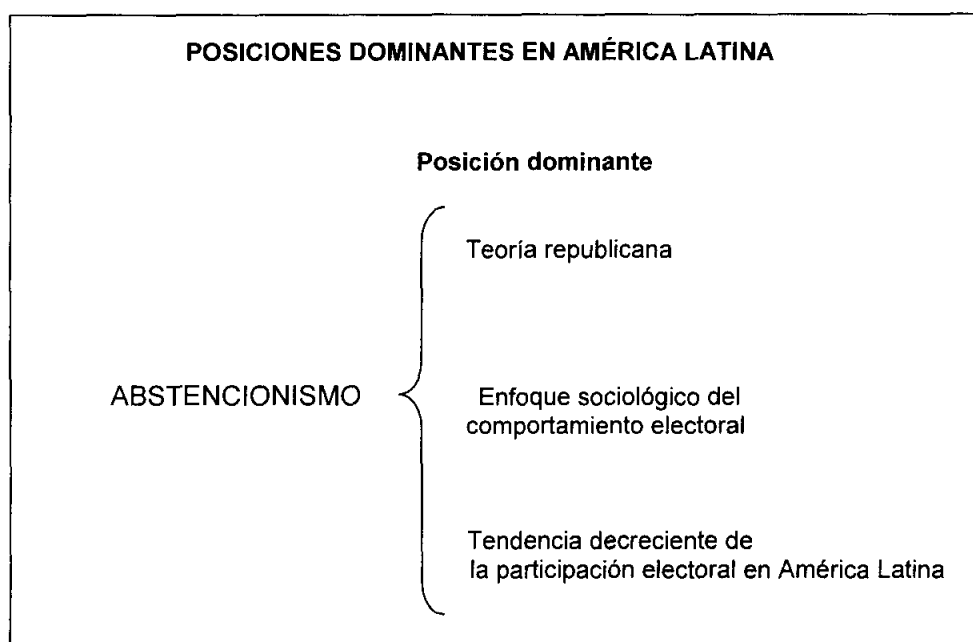 POSICIONES DOMINANTES EN AMÉRICA LATINA
Posición dominante
Teoría republicana
ABSTENCIONISMO
Enfoque sociológico del
comportamiento electoral
Tendencia decreciente de
la participación electoral en América Latina